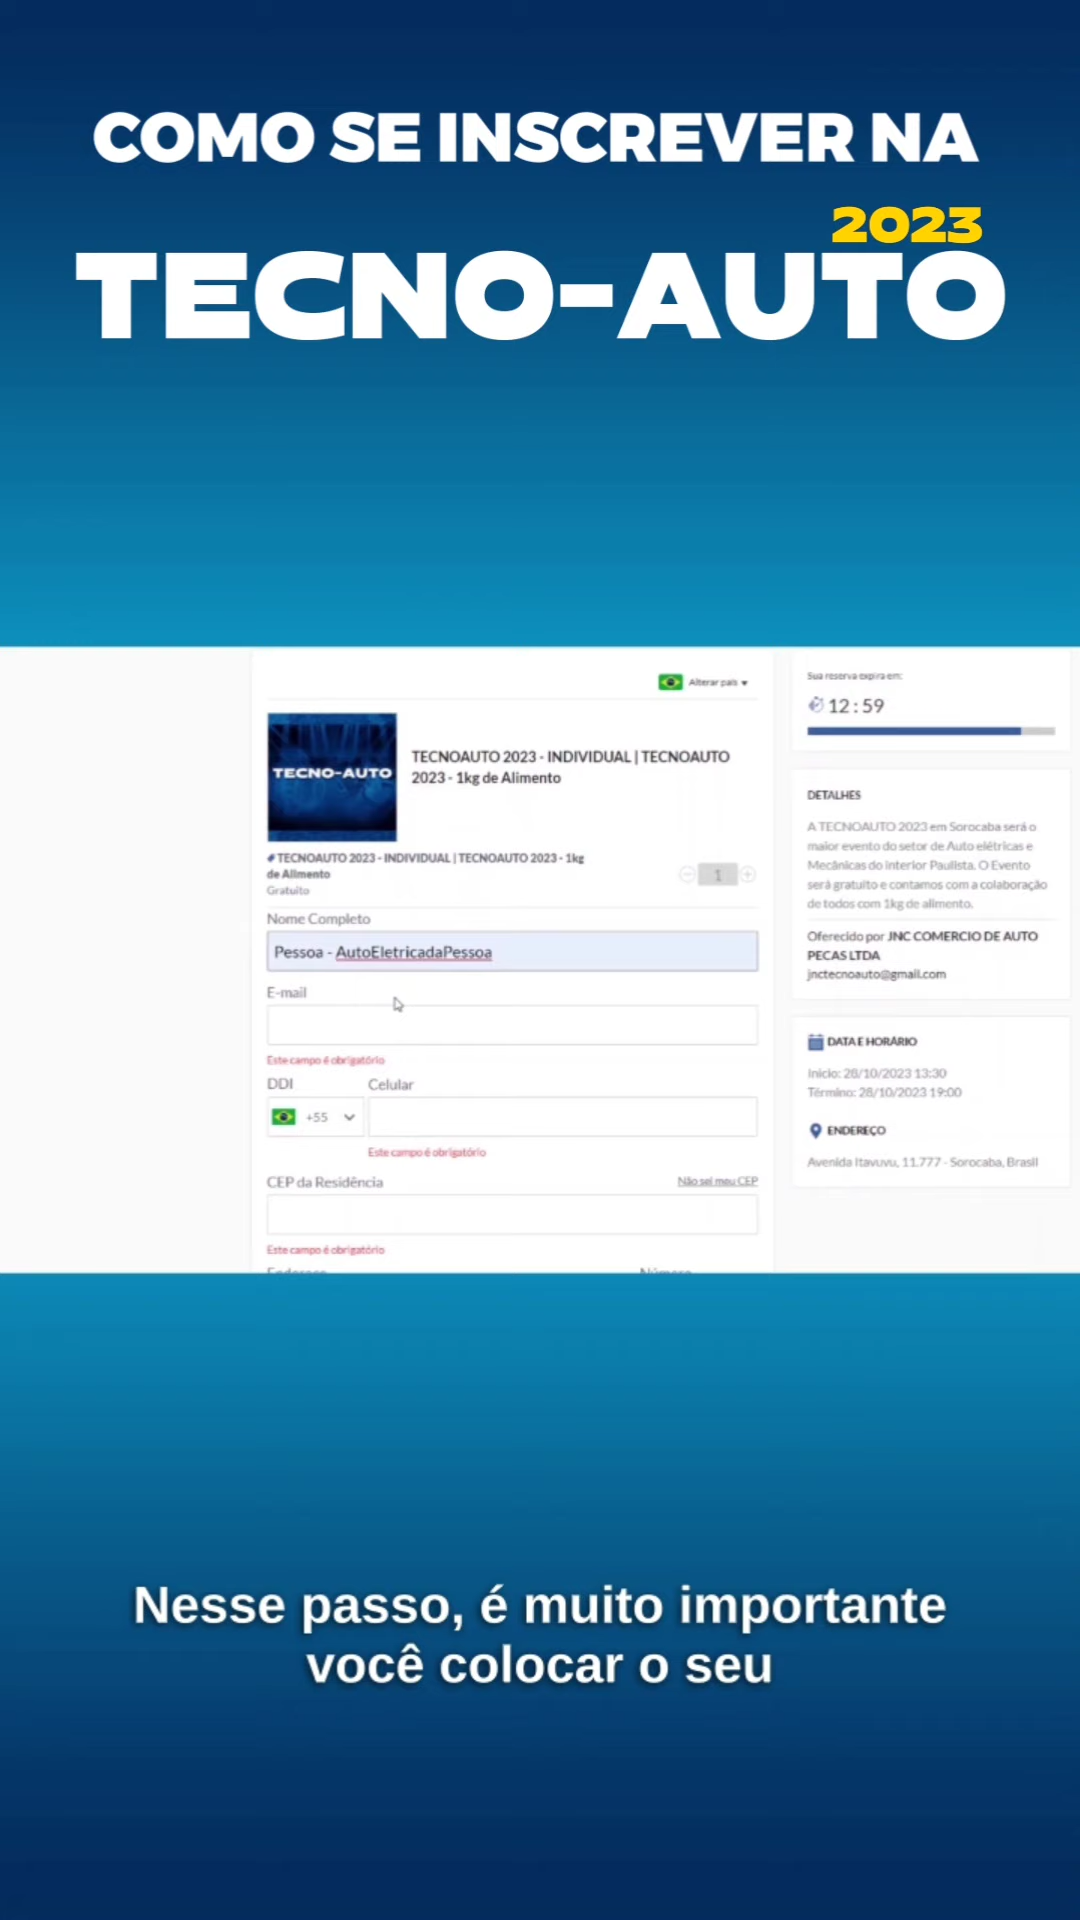 COMO SE INSCREVER NA
2023
TECNO-AUTO
Alterar país
TECNO-AUTO
TECNOAUTO 2023 - INDIVIDUAL | TECNOAUTO
2023 - 1kg de Alimento
TECNOAUTO 2023 - INDIVIDUAL | TECNOAUTO 2023 - 1kg
de Alimento
Gratuito
1
Nome Completo
Pessoa - AutoEletricadaPessoa
E-mail
Este campo é obrigatório
DDI
Celular
+55
Este campo é obrigatório
CEP da Residência
Não sei meu CEP
Este campo é obrigatório
Endereço
Número
Sua reserva expira em:
12 : 59
DETALHES
A TECNOAUTO 2023 em Sorocaba será o
maior evento do setor de Auto elétricas e
Mecânicas do Interior Paulista. O Evento
será gratuito e contamos com a colaboração
de todos com 1kg de alimento.
Oferecido por JNC COMERCIO DE AUTO
PECAS LTDA
jnctecnoauto@gmail.com
DATA E HORÁRIO
Início: 28/10/2023 13:30
Término: 28/10/2023 19:00
ENDEREÇO
Avenida Itavuvu, 11.777 - Sorocaba, Brasil
Nesse passo, é muito importante
você colocar o seu